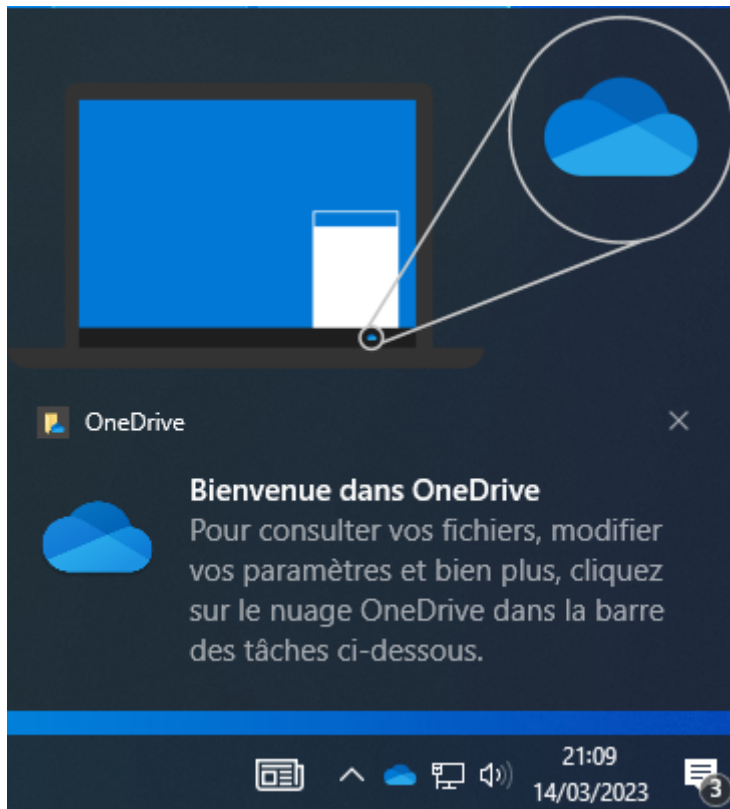 OneDrive
Bienvenue dans OneDrive
Pour consulter vos fichiers, modifier
vos paramètres et bien plus, cliquez
sur le nuage OneDrive dans la barre
des tâches ci-dessous.
21:09
14/03/2023
3